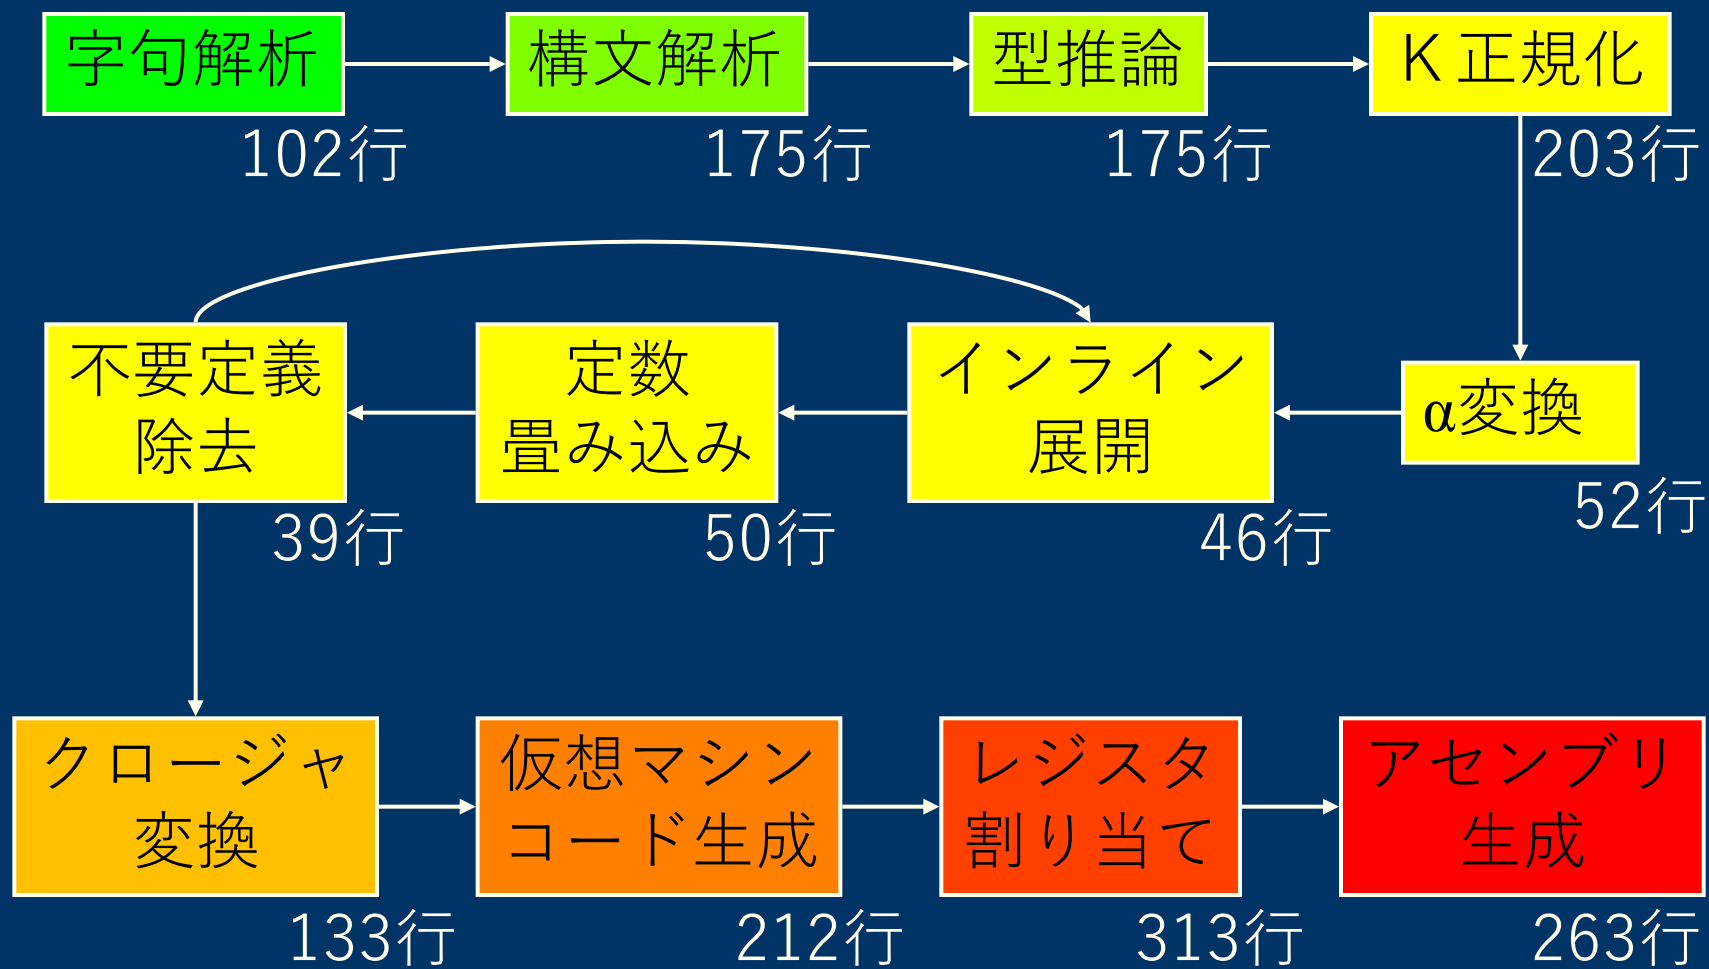 字句解析
102行
構文解析
175行
型推論
175行
K正規化
203行
α変換
52行
インライン
展開
46行
定数
畳み込み
50行
不要定義
除去
39行
クロージャ
変換
133行
仮想マシン
コード生成
212行
レジスタ
割り当て
313行
アセンブリ
生成
263行